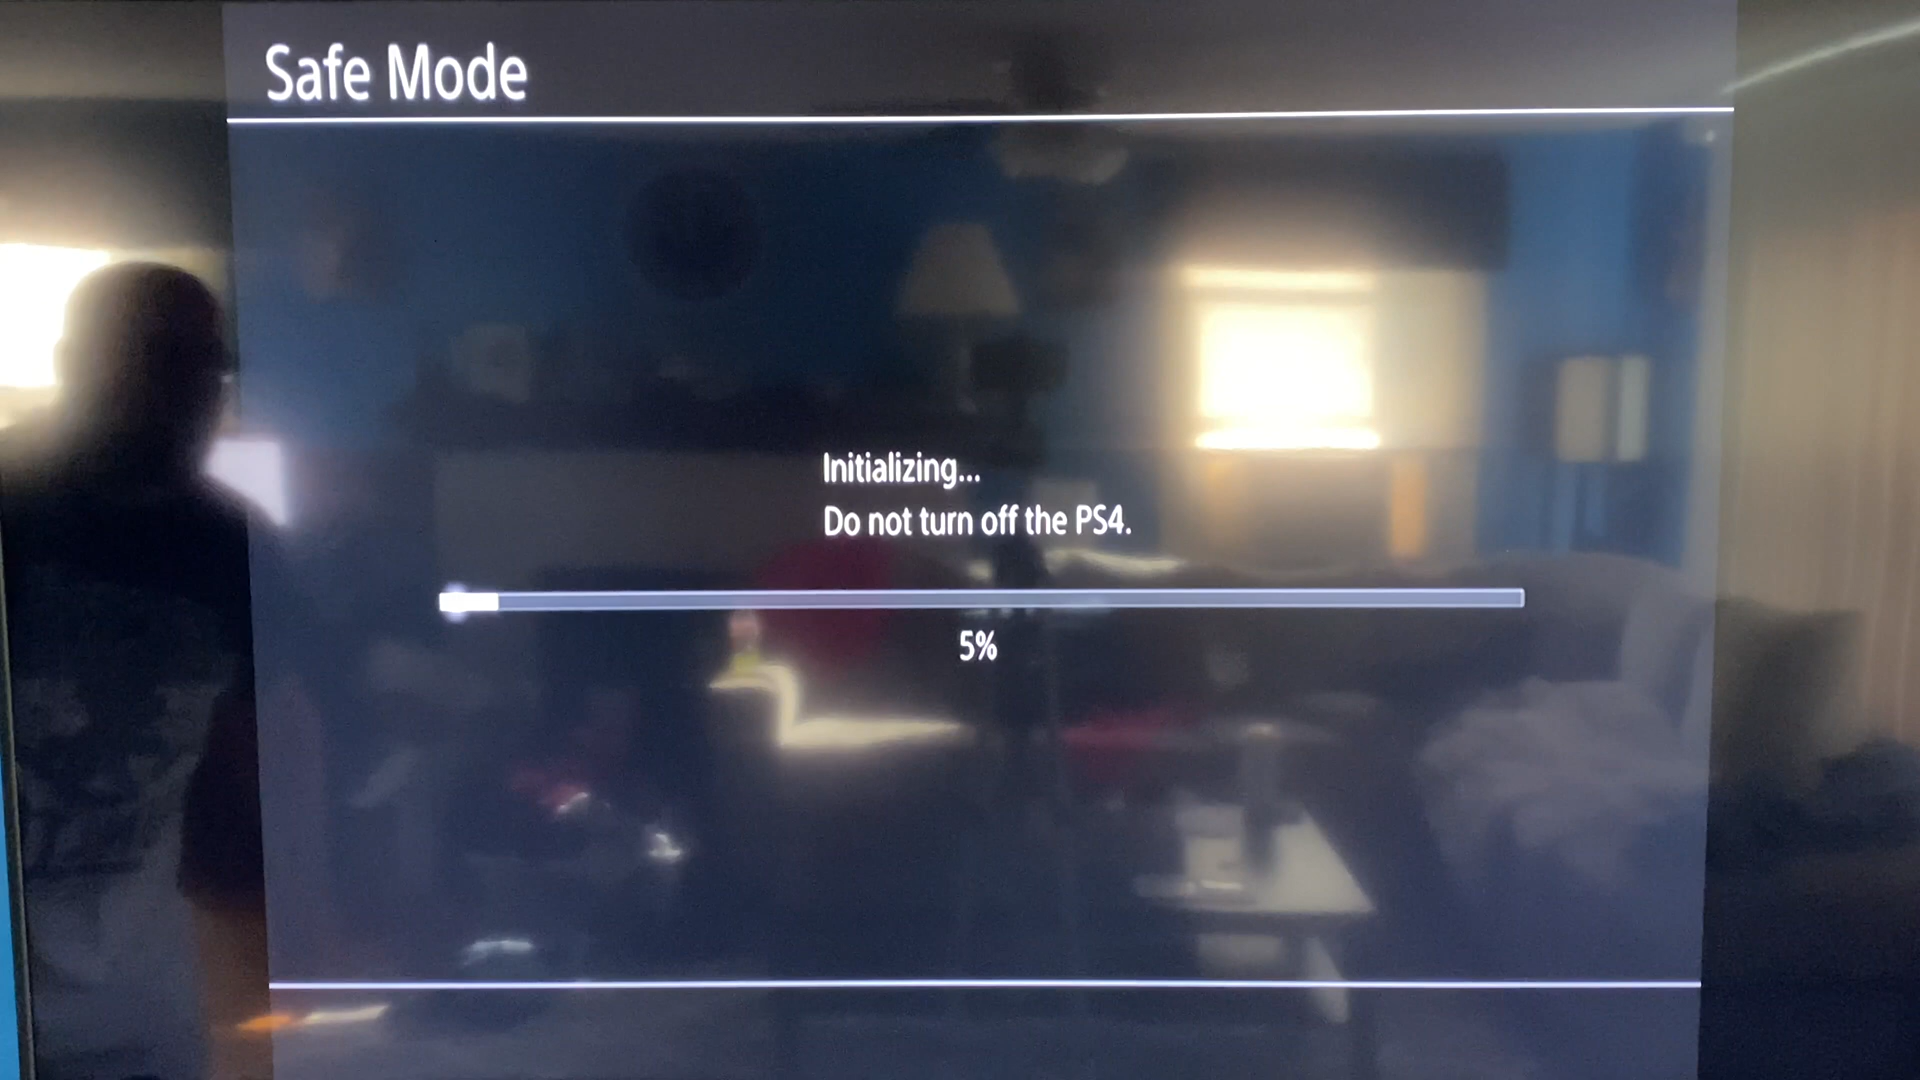 Safe Mode
Initializing...
Do not turn off the PS4.
5%